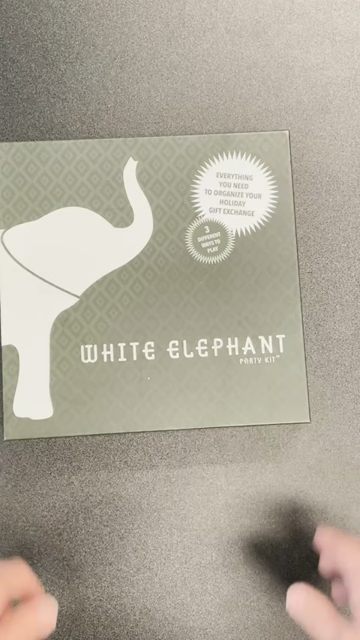 EVERYTHING
YOU NEED
TO ORGANIZE YOUR
HOLIDAY
GIFT EXCHANGE
3
DIFFERENT
WAYS TO
PLAY
WHITE ELEPHANT
PARTY KIT™